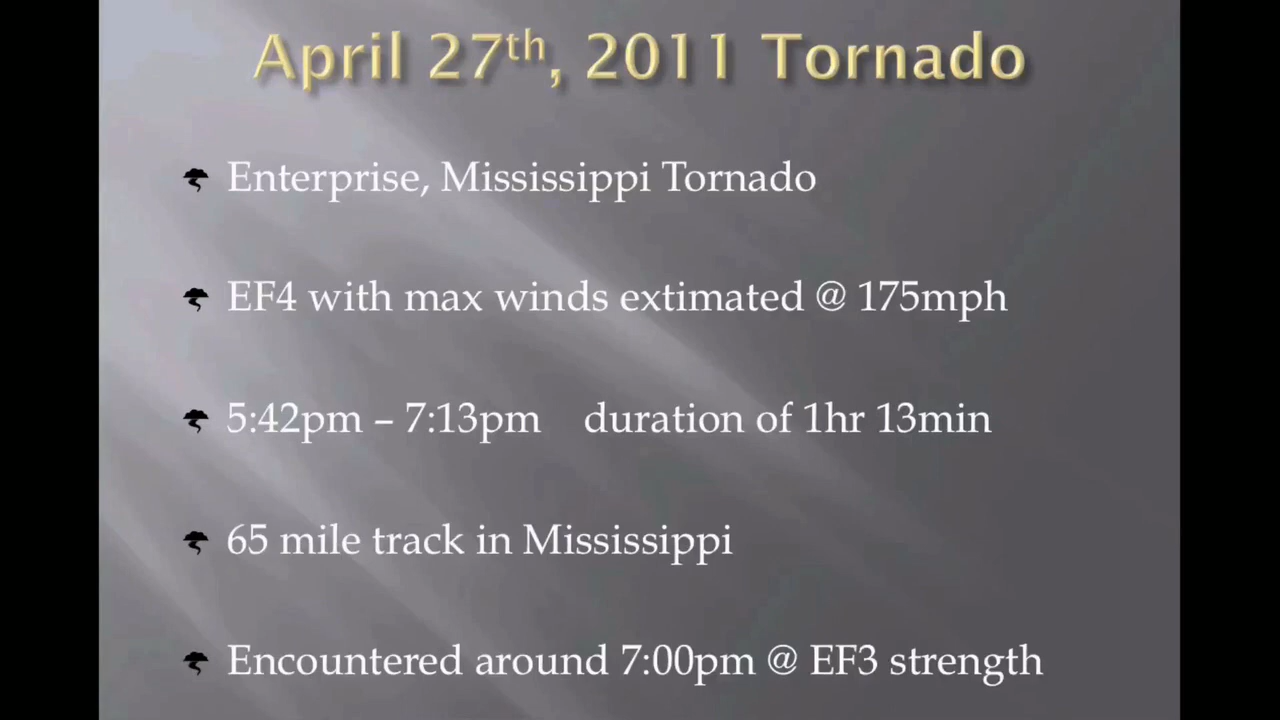 April 27th, 2011 Tornado
Enterprise, Mississippi Tornado
EF4 with max winds extimated @ 175mph
5:42pm – 7:13pm duration of 1hr 13min
65 mile track in Mississippi
Encountered around 7:00pm @ EF3 strength